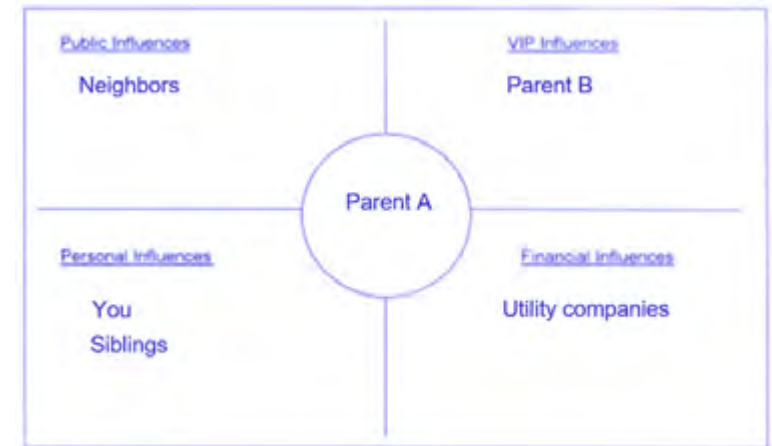 Public Influences
Neighbors
VIP Influences
Parent B
Parent A
Personal Influences
You
Siblings
Financial Influences
Utility companies